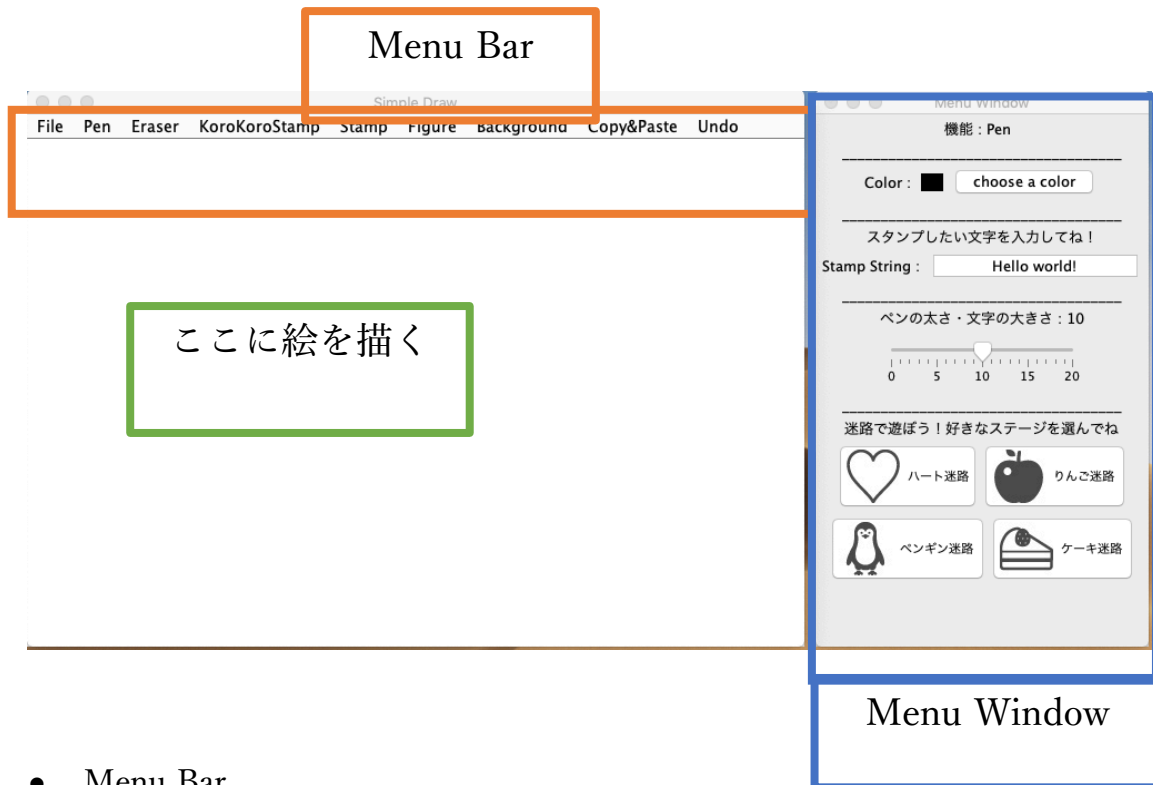 Menu Bar
Simple Draw
File Pen Eraser KoroKoroStamp Stamp Figure Background Copy&Paste Undo
ここに絵を描く
Menu Window
機能 : Pen
Color : choose a color
スタンプしたい文字を入力してね！
Stamp String : Hello world!
ペンの太さ・文字の大きさ : 10
0 5 10 15 20
迷路で遊ぼう！好きなステージを選んでね
ハート迷路 りんご迷路
ペンギン迷路 ケーキ迷路
Menu Window
• Menu Bar